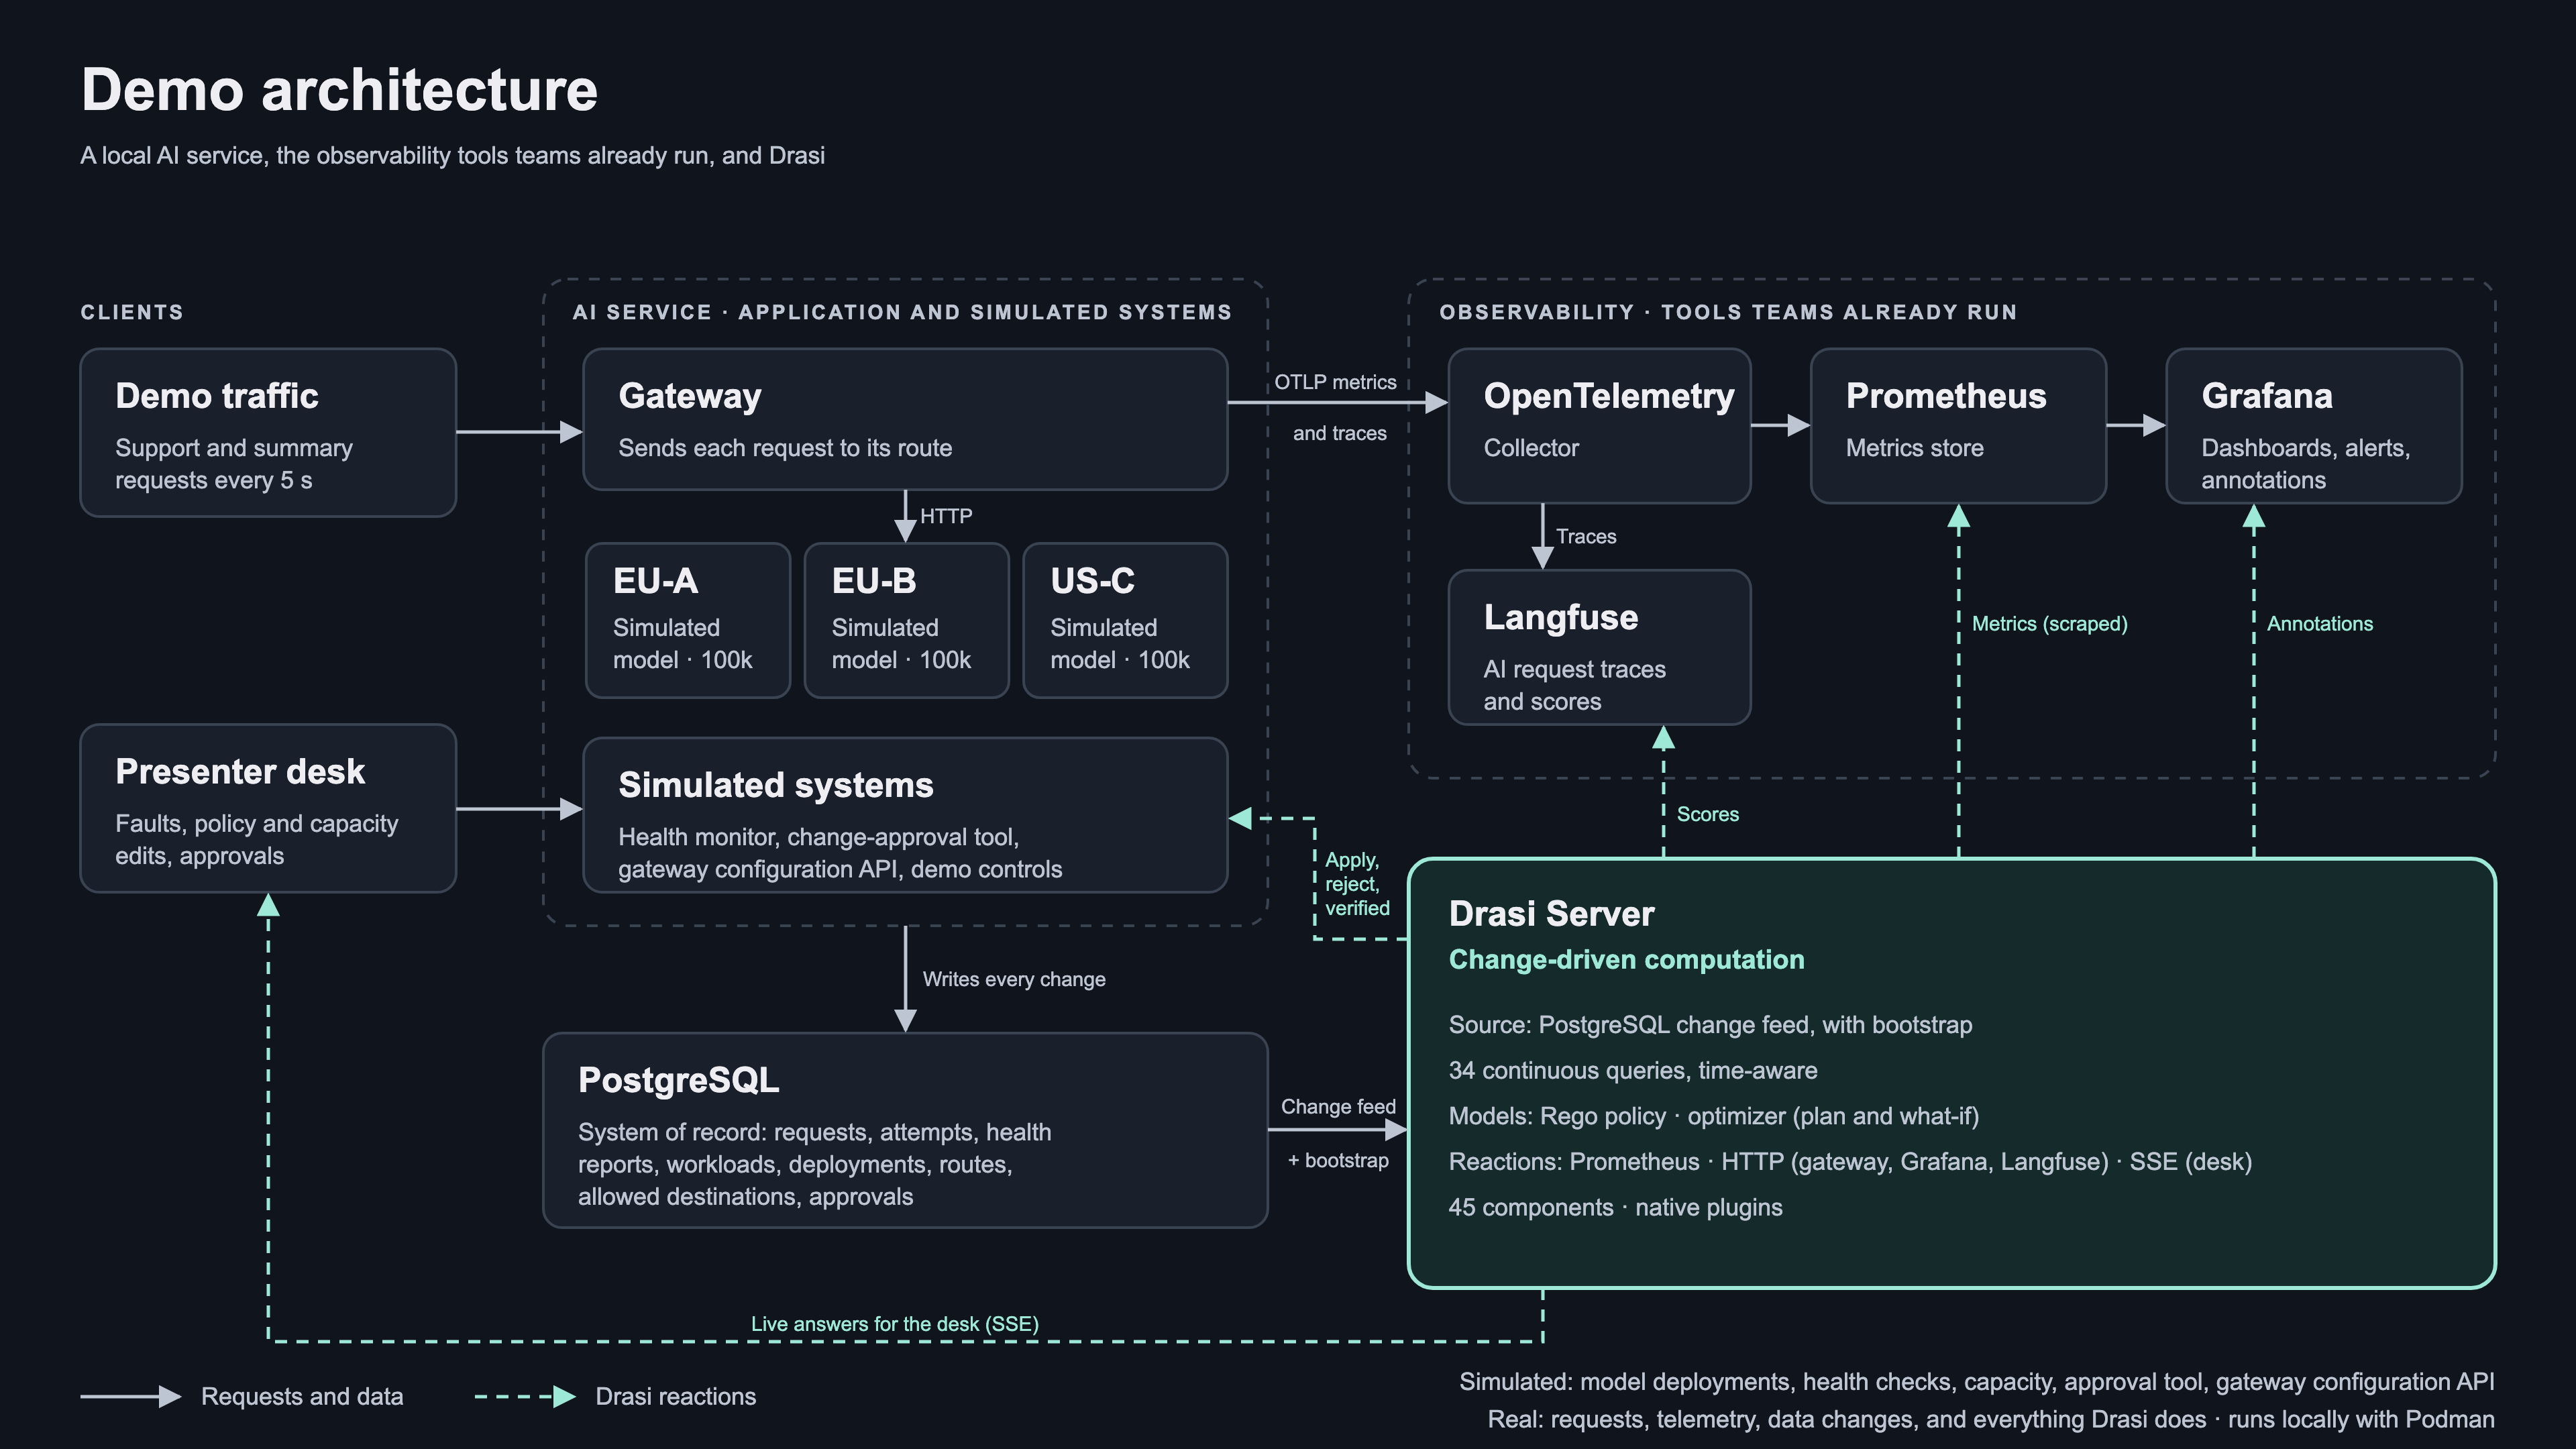 Demo architecture
A local AI service, the observability tools teams already run, and Drasi
CLIENTS
Demo traffic
Support and summary
requests every 5 s
Presenter desk
Faults, policy and capacity
edits, approvals
AI SERVICE · APPLICATION AND SIMULATED SYSTEMS
Gateway
Sends each request to its route
HTTP
EU-A
Simulated
model · 100k
EU-B
Simulated
model · 100k
US-C
Simulated
model · 100k
Simulated systems
Health monitor, change-approval tool,
gateway configuration API, demo controls
Writes every change
PostgreSQL
System of record: requests, attempts, health
reports, workloads, deployments, routes,
allowed destinations, approvals
OTLP metrics
and traces
OBSERVABILITY · TOOLS TEAMS ALREADY RUN
OpenTelemetry
Collector
Prometheus
Metrics store
Grafana
Dashboards, alerts,
annotations
Traces
Langfuse
AI request traces
and scores
Metrics (scraped)
Annotations
Scores
Apply,
reject,
verified
Change feed
+ bootstrap
Drasi Server
Change-driven computation
Source: PostgreSQL change feed, with bootstrap
34 continuous queries, time-aware
Models: Rego policy · optimizer (plan and what-if)
Reactions: Prometheus · HTTP (gateway, Grafana, Langfuse) · SSE (desk)
45 components · native plugins
Live answers for the desk (SSE)
Requests and data
Drasi reactions
Simulated: model deployments, health checks, capacity, approval tool, gateway configuration API
Real: requests, telemetry, data changes, and everything Drasi does · runs locally with Podman